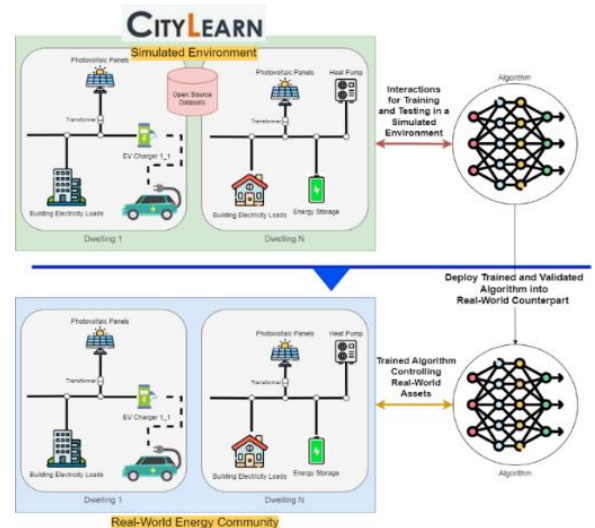 CITYLEARN
Simulated Environment
Photovoltaic Panels
Open Source
Datasets
Photovoltaic Panels
Heat Pump
Transformer
EV Charger 1_1
Building Electricity Loads
Building Electricity Loads
Energy Storage
Dwelling 1
Dwelling N
Interactions
for Training
and Testing in a
Simulated
Environment
Algorithm
Deploy Trained and Validated
Algorithm into
Real-World Counterpart
Photovoltaic Panels
Photovoltaic Panels
Heat Pump
Transformer
EV Charger 1_1
Building Electricity Loads
Building Electricity Loads
Energy Storage
Dwelling 1
Dwelling N
Trained Algorithm
Controlling
Real-World
Assets
Algorithm
Real-World Energy Community